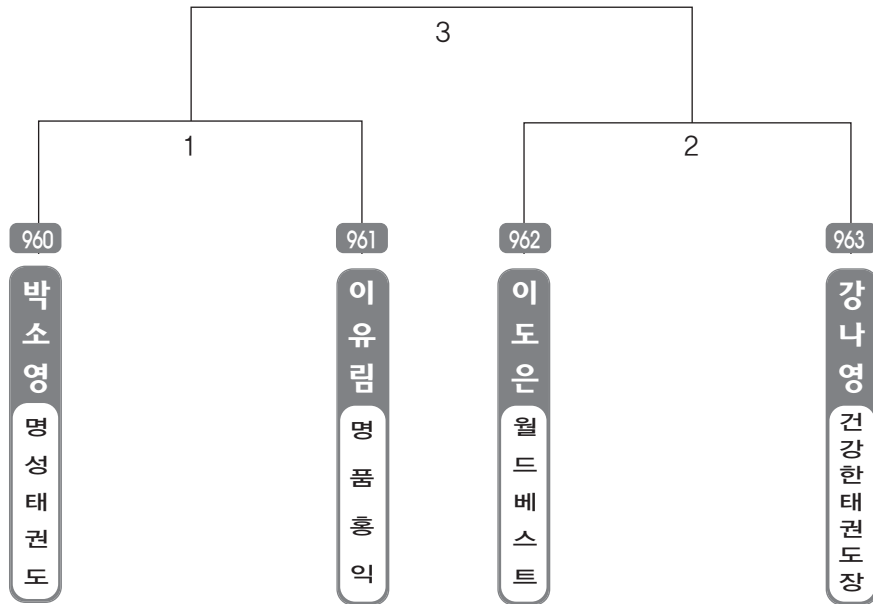 3
1
2
960
961
962
963
박소영
이유림
이도은
강나영
명성태권도
명품홍익
월드베스트
건강한태권도장